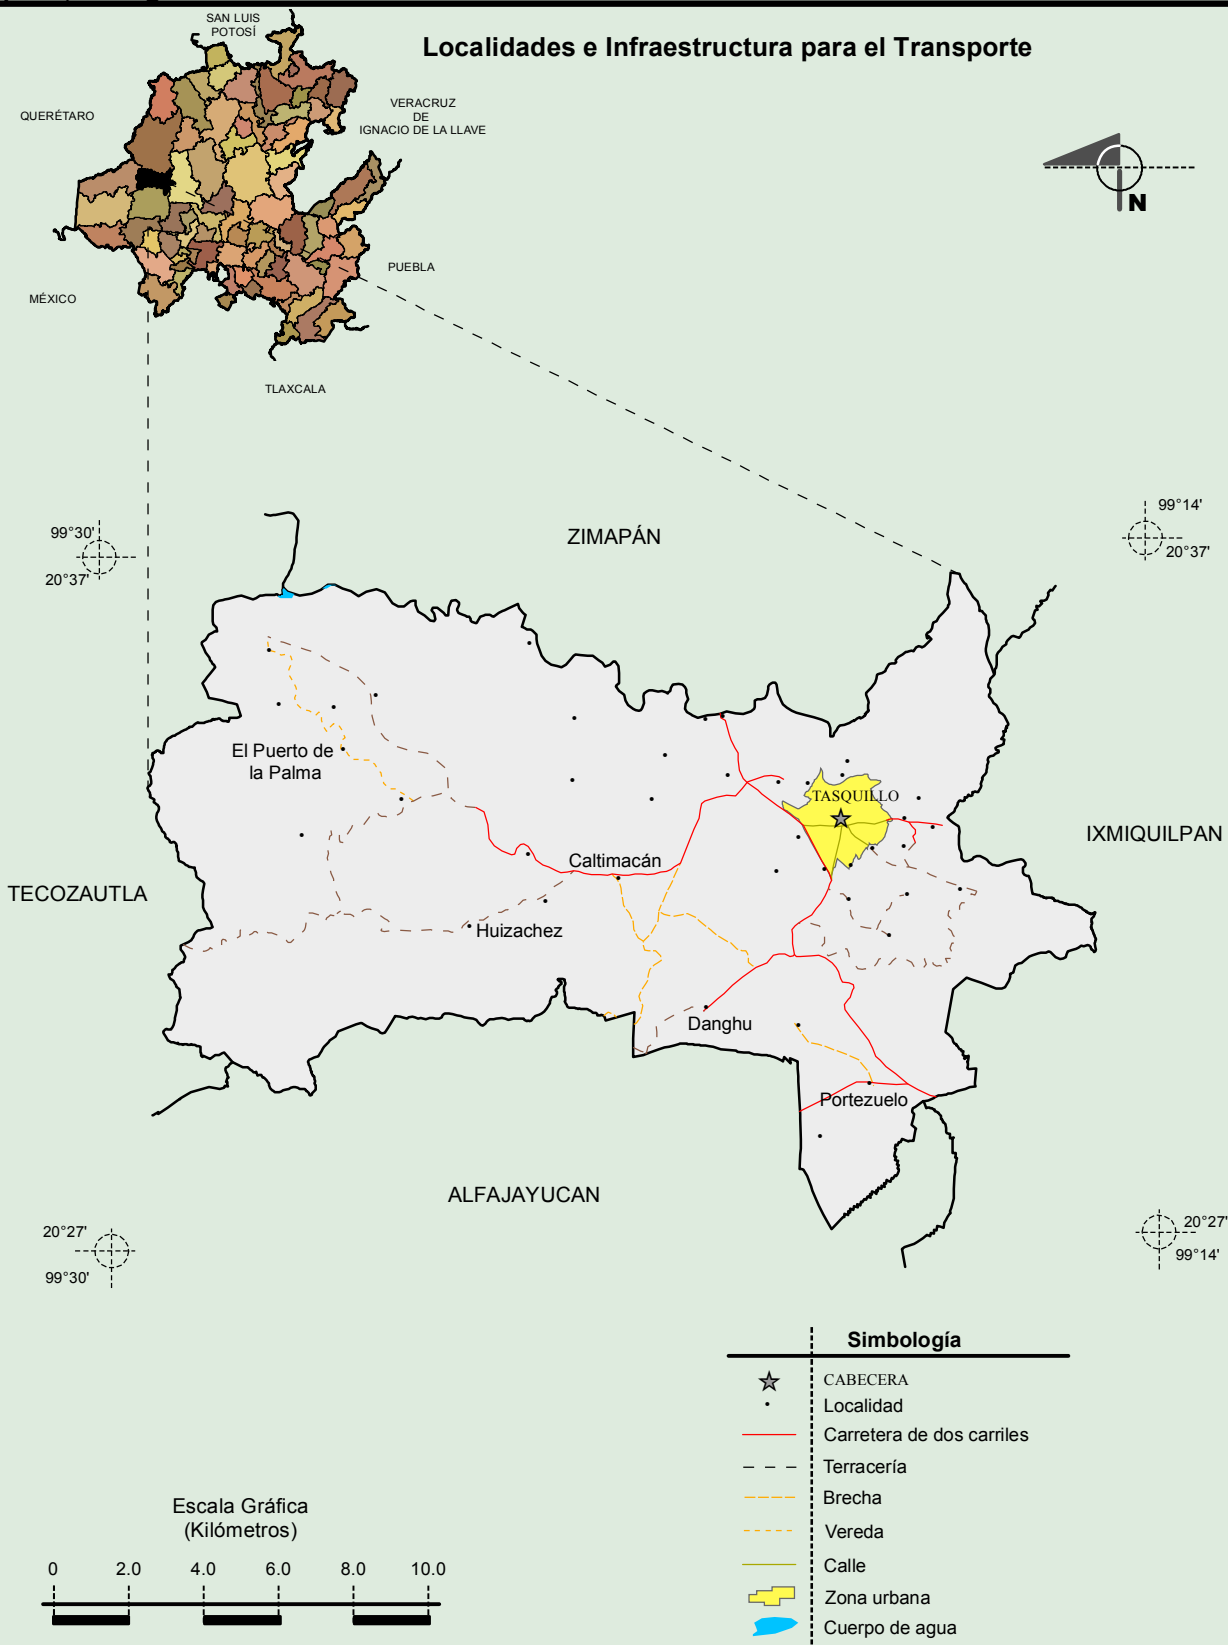 SAN LUIS
POTOSÍ
Localidades e Infraestructura para el Transporte
QUERÉTARO
VERACRUZ
DE
IGNACIO DE LA LLAVE
N
PUEBLA
MÉXICO
TLAXCALA
99°30'
20°37'
ZIMAPÁN
99°14'
20°37'
El Puerto de
la Palma
TASQUILLO
IXMIQUILPAN
Caltimacán
TECOZAUTLA
Huizachez
Danghu
Portezuelo
ALFAJAYUCAN
20°27'
99°30'
20°27'
99°14'
Simbología
CABECERA
Localidad
Carretera de dos carriles
Terracería
Brecha
Vereda
Calle
Zona urbana
Cuerpo de agua
Escala Gráfica
(Kilómetros)
0 2.0 4.0 6.0 8.0 10.0